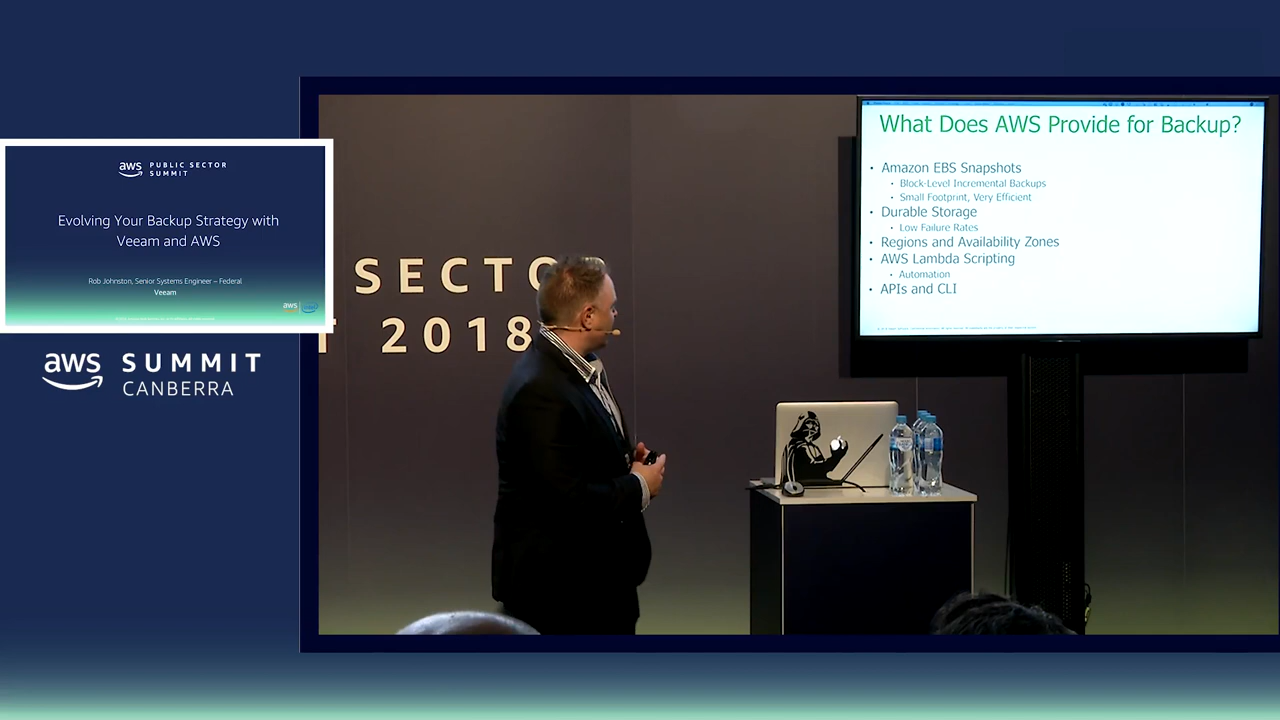 aws PUBLIC SECTOR
SUMMIT
Evolving Your Backup Strategy with
Veeam and AWS
Rob Johnston, Senior Systems Engineer – Federal
Veeam
aws
aws SUMMIT
CANBERRA
SECTO
T 2018
What Does AWS Provide for Backup?
• Amazon EBS Snapshots
• Block-Level Incremental Backups
• Small Footprint, Very Efficient
• Durable Storage
• Low Failure Rates
• Regions and Availability Zones
• AWS Lambda Scripting
• Automation
• APIs and CLI